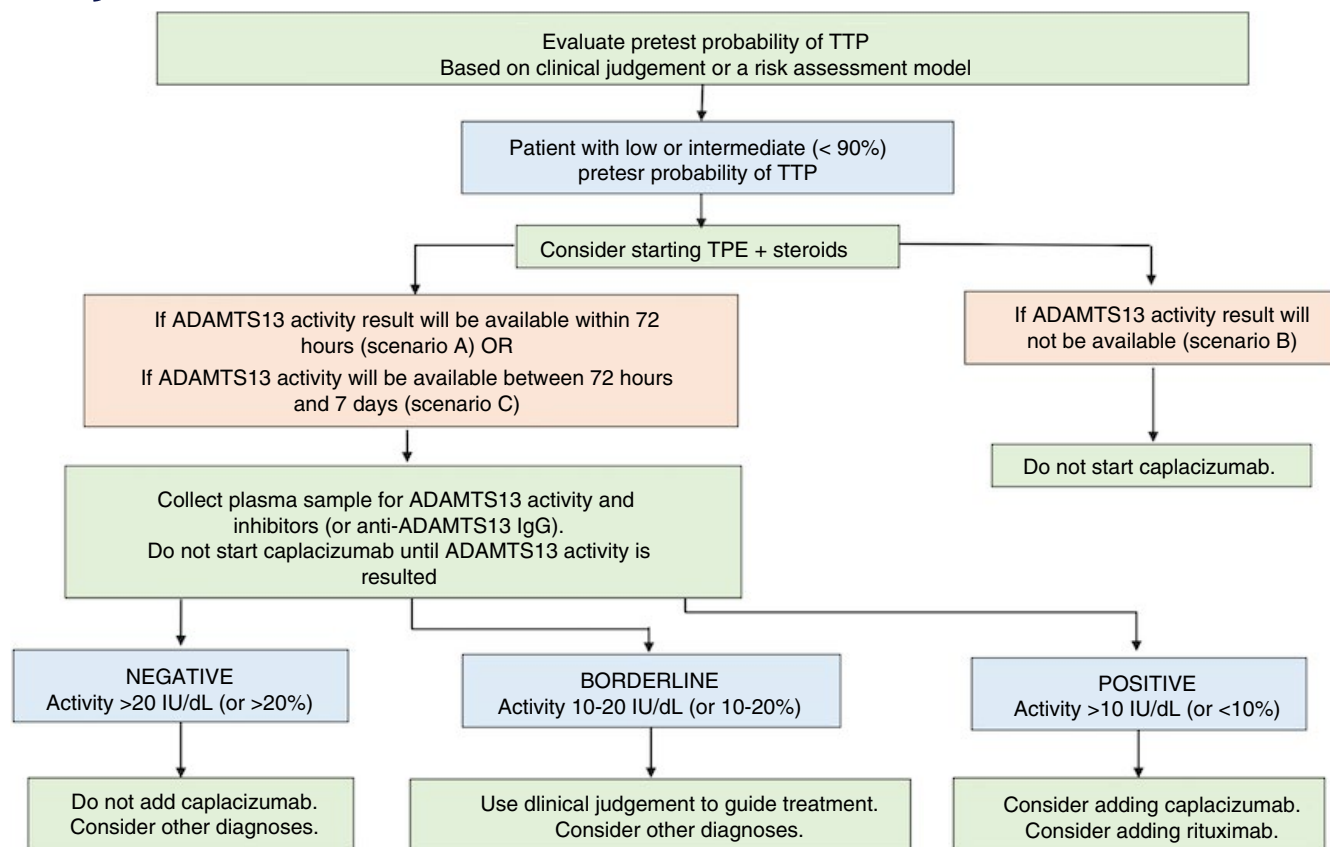 Evaluate pretest probability of TTP
Based on clinical judgement or a risk assessment model
Patient with low or intermediate (< 90%)
pretesr probability of TTP
Consider starting TPE + steroids
If ADAMTS13 activity result will be available within 72
hours (scenario A) OR
If ADAMTS13 activity will be available between 72 hours
and 7 days (scenario C)
If ADAMTS13 activity result will
not be available (scenario B)
Do not start caplacizumab.
Collect plasma sample for ADAMTS13 activity and
inhibitors (or anti-ADAMTS13 IgG).
Do not start caplacizumab until ADAMTS13 activity is
resulted
NEGATIVE
Activity >20 IU/dL (or >20%)
BORDERLINE
Activity 10-20 IU/dL (or 10-20%)
POSITIVE
Activity >10 IU/dL (or <10%)
Do not add caplacizumab.
Consider other diagnoses.
Use dlinical judgement to guide treatment.
Consider other diagnoses.
Consider adding caplacizumab.
Consider adding rituximab.